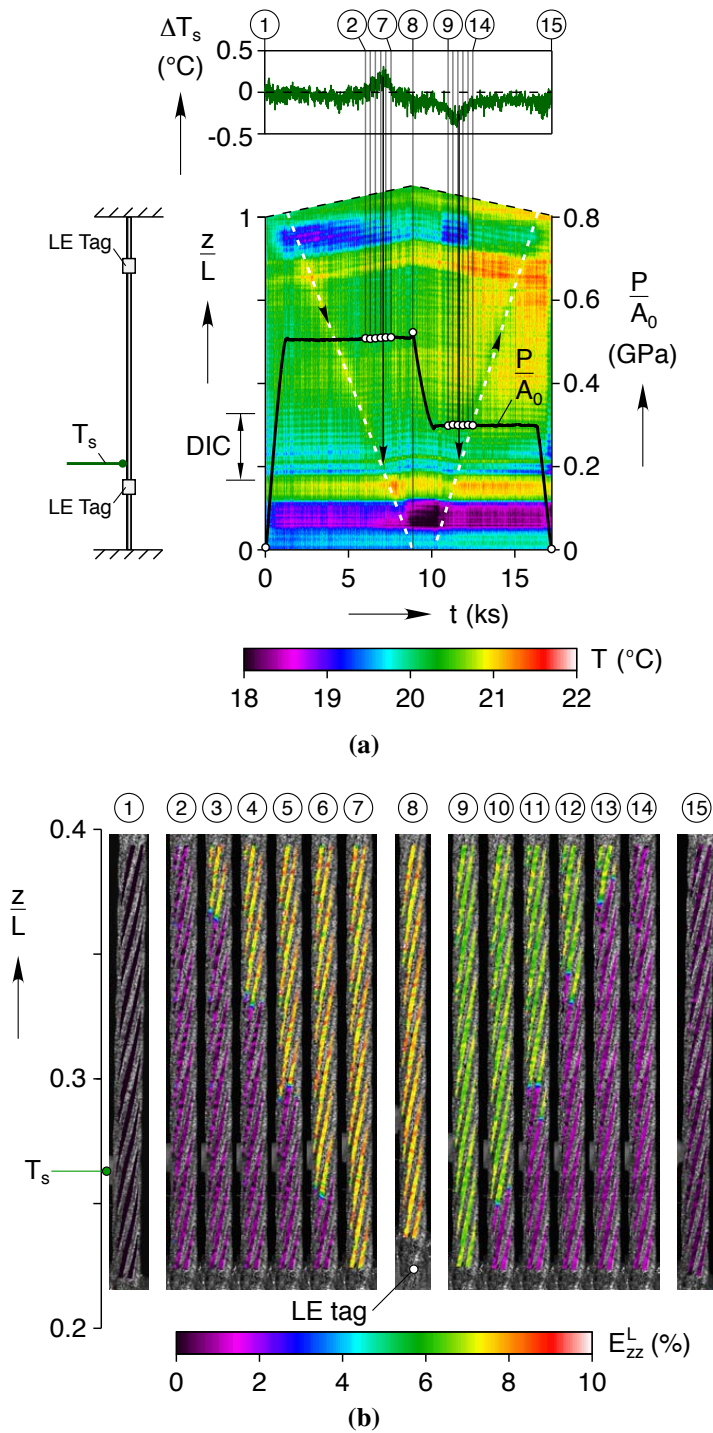 1 2 7 8 9 14 15
ΔTs
(°C)
0.5
0
-0.5
LE Tag
Ts
LE Tag
z/L
1
0
DIC
0.8
0.6
0.4
0.2
0
P/A0
P/A0
(GPa)
0 5 10 15
t (ks)
T (°C)
18 19 20 21 22
(a)
1 2 3 4 5 6 7 8 9 10 11 12 13 14 15
0.4
z/L
0.3
Ts
0.2
LE tag
E^L_zz (%)
0 2 4 6 8 10
(b)